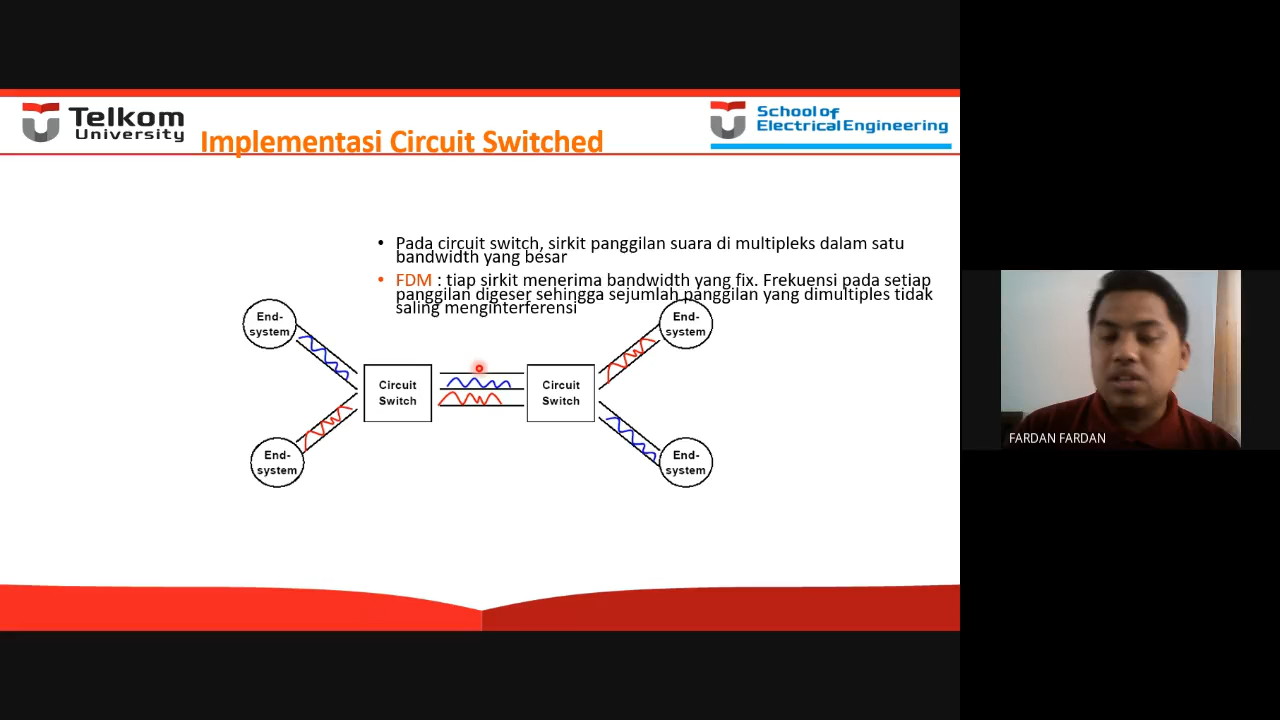 Telkom
University
School of
Electrical Engineering
Implementasi Circuit Switched
• Pada circuit switch, sirkit panggilan suara di multipleks dalam satu
bandwidth yang besar
• FDM : tiap sirkit menerima bandwidth yang fix. Frekuensi pada setiap
panggilan digeser sehingga sejumlah panggilan yang dimultiples tidak
saling menginterferensi
End-
system
End-
system
Circuit
Switch
Circuit
Switch
End-
system
End-
system
FARDAN FARDAN